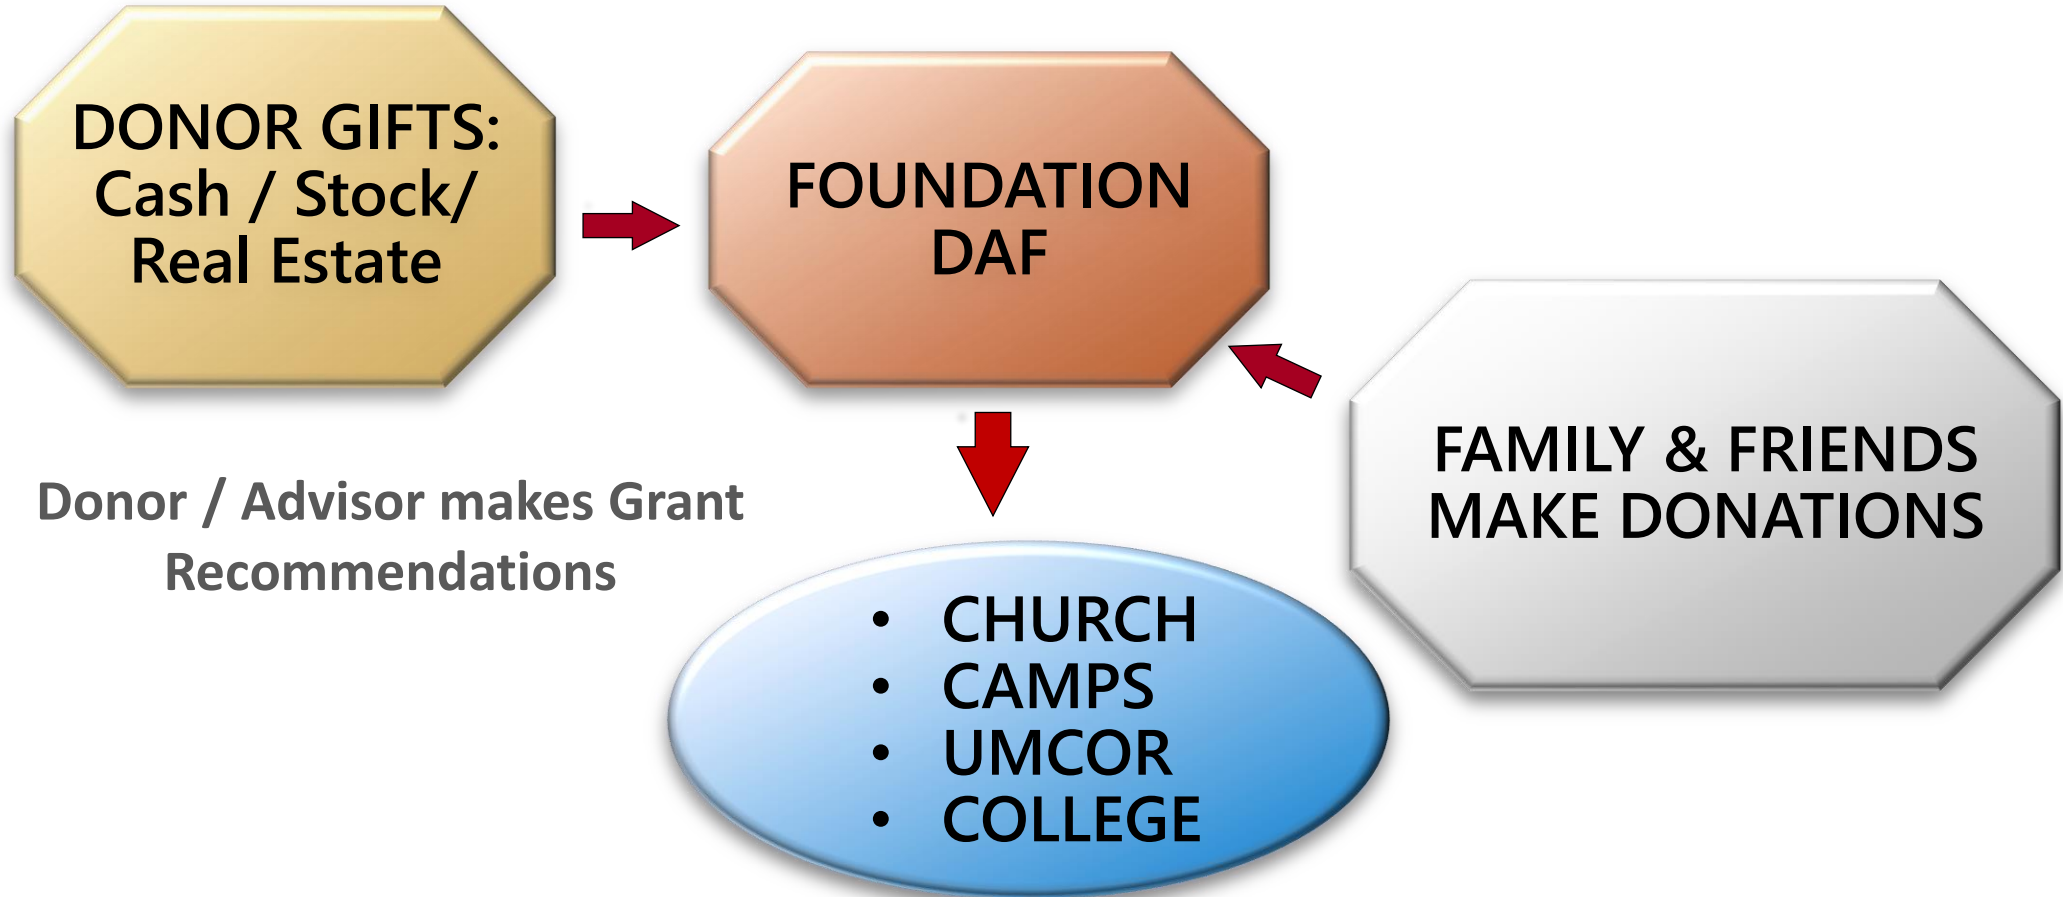 DONOR GIFTS:
Cash / Stock/
Real Estate
FOUNDATION
DAF
FAMILY & FRIENDS
MAKE DONATIONS
Donor / Advisor makes Grant
Recommendations
• CHURCH
• CAMPS
• UMCOR
• COLLEGE